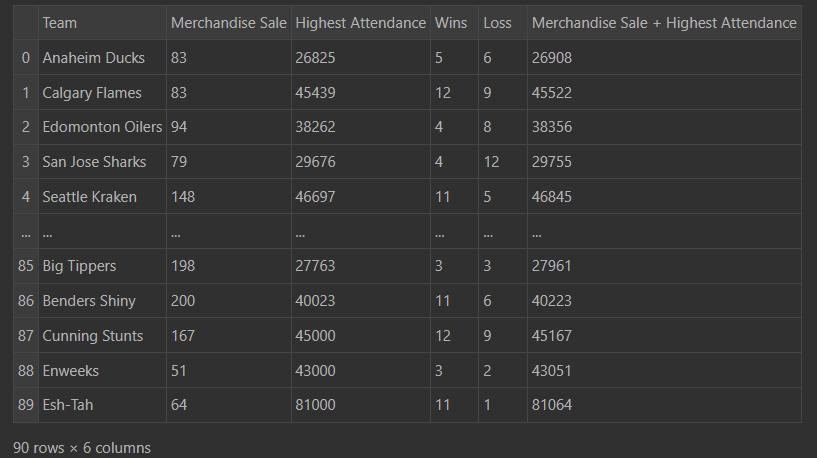 Team Merchandise Sale Highest Attendance Wins Loss Merchandise Sale + Highest Attendance
0 Anaheim Ducks 83 26825 5 6 26908
1 Calgary Flames 83 45439 12 9 45522
2 Edomonton Oilers 94 38262 4 8 38356
3 San Jose Sharks 79 29676 4 12 29755
4 Seattle Kraken 148 46697 11 5 46845
... ... ... ... ... ... ...
85 Big Tippers 198 27763 3 3 27961
86 Benders Shiny 200 40023 11 6 40223
87 Cunning Stunts 167 45000 12 9 45167
88 Enweeks 51 43000 3 2 43051
89 Esh-Tah 64 81000 11 1 81064
90 rows × 6 columns